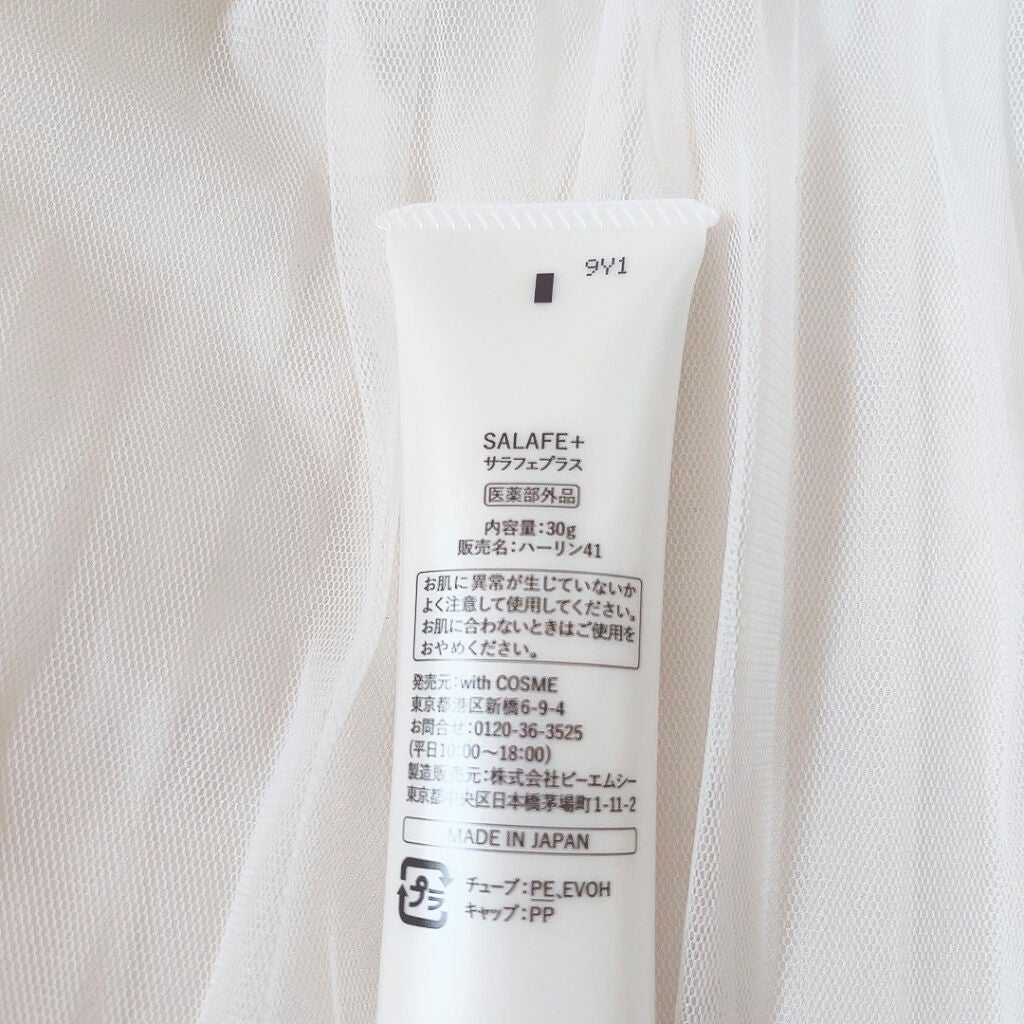 9Y1
SALAFE+
サラフェプラス
医薬部外品
内容量：30g
販売名：ハーリン41
お肌に異常が生じていないか
よく注意して使用してください。
お肌に合わないときはご使用を
おやめください。
発売元：with COSME
東京都港区新橋6-9-4
お問合せ：0120-36-3525
(平日10:00〜18:00)
製造販売元：株式会社ピーエムシー
東京都中央区日本橋茅場町1-11-2
MADE IN JAPAN
プラ
チューブ：PE、EVOH
キャップ：PP